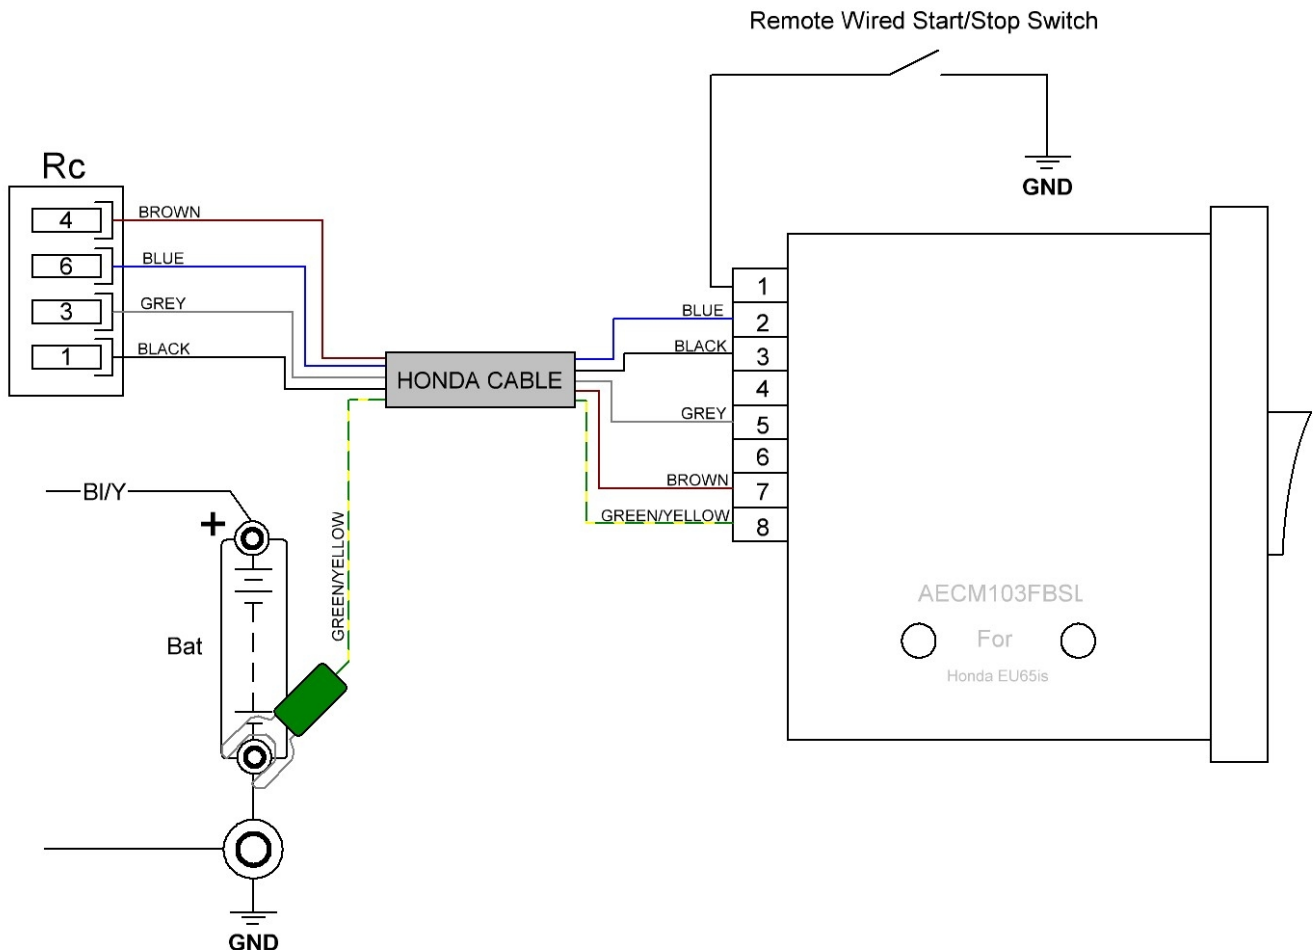 Remote Wired Start/Stop Switch
GND
Rc
4
BROWN
6
BLUE
3
GREY
1
BLACK
HONDA CABLE
1
BLUE
2
BLACK
3
4
GREY
5
6
BROWN
7
GREEN/YELLOW
8
Bl/Y
+
GREEN/YELLOW
Bat
GND
AECM103FBSL
For
Honda EU65is